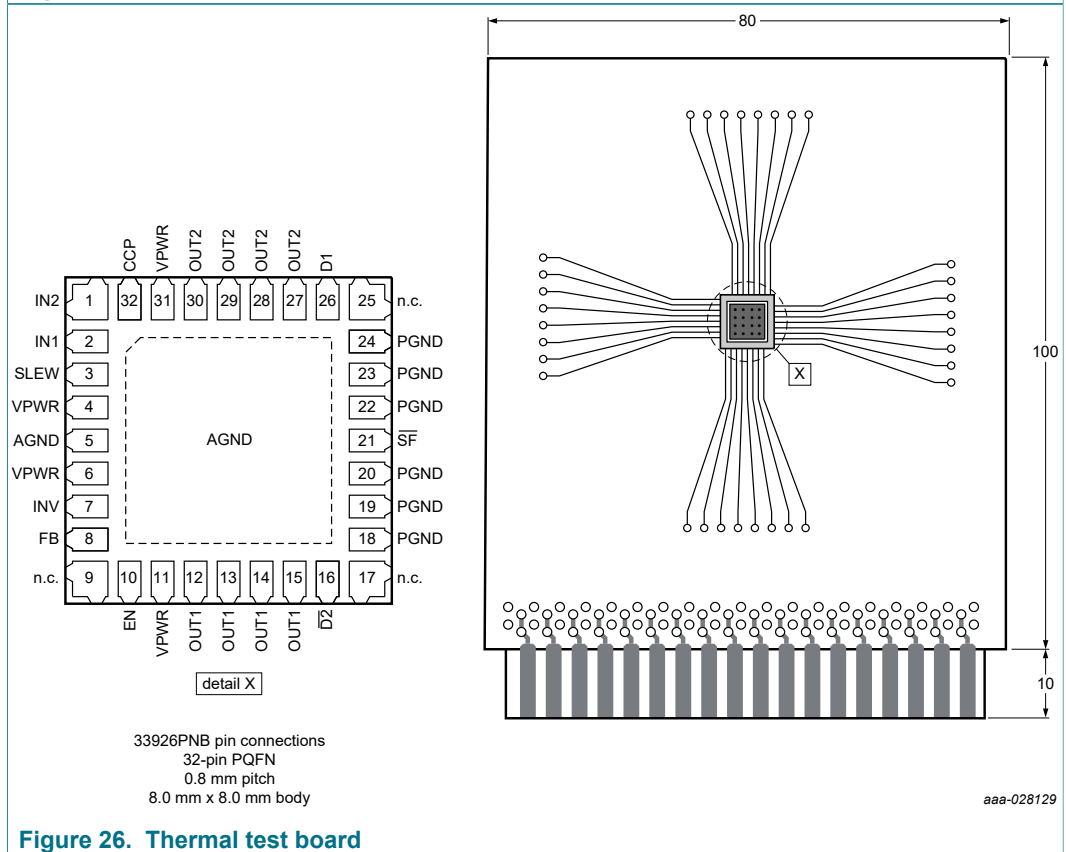 80
100
10
X
CCP
VPWR
OUT2
OUT2
OUT2
OUT2
D1
32
31
30
29
28
27
26
IN2 1
25 n.c.
IN1 2
24 PGND
SLEW 3
23 PGND
VPWR 4
22 PGND
AGND 5
AGND
21 SF
VPWR 6
20 PGND
INV 7
19 PGND
FB 8
18 PGND
n.c. 9
10
11
12
13
14
15
16
17 n.c.
EN
VPWR
OUT1
OUT1
OUT1
OUT1
D2
detail X
33926PNB pin connections
32-pin PQFN
0.8 mm pitch
8.0 mm x 8.0 mm body
aaa-028129
Figure 26. Thermal test board